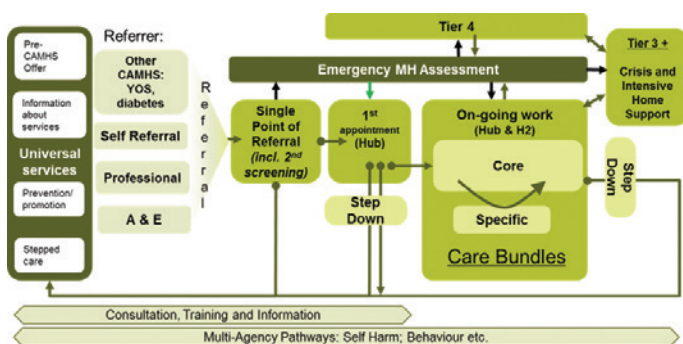 Pre-
CAMHS
Offer
Information
about
services
Universal
services
Prevention/
promotion
Stepped
care
Referrer:
Other
CAMHS:
YOS,
diabetes
Self Referral
Professional
A & E
Referral
Tier 4
Emergency MH Assessment
Single
Point of
Referral
(incl. 2nd
screening)
1st
appointment
(Hub)
Step
Down
On-going work
(Hub & H2)
Core
Specific
Care Bundles
Tier 3 +
Crisis and
Intensive
Home
Support
Step
Down
Consultation, Training and Information
Multi-Agency Pathways: Self Harm; Behaviour etc.